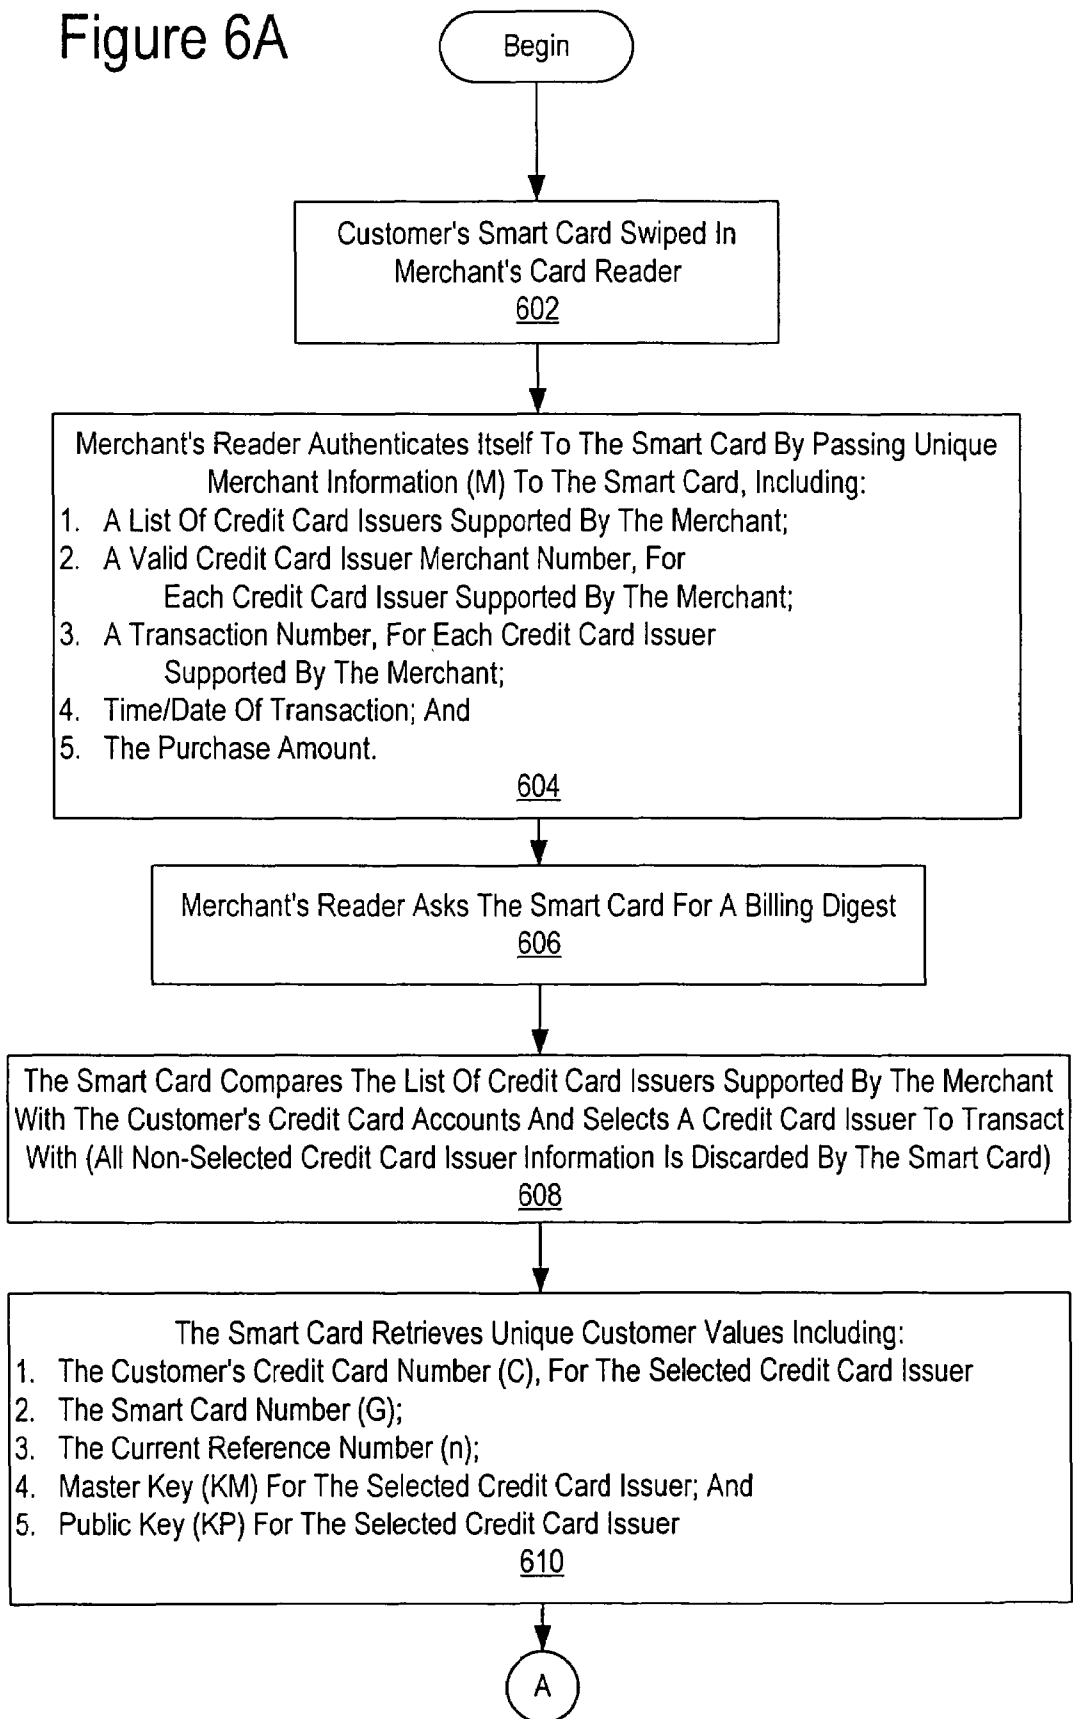 Figure 6A
Begin
Customer's Smart Card Swiped In
Merchant's Card Reader
602
Merchant's Reader Authenticates Itself To The Smart Card By Passing Unique
Merchant Information (M) To The Smart Card, Including:
1. A List Of Credit Card Issuers Supported By The Merchant;
2. A Valid Credit Card Issuer Merchant Number, For
Each Credit Card Issuer Supported By The Merchant;
3. A Transaction Number, For Each Credit Card Issuer
Supported By The Merchant;
4. Time/Date Of Transaction; And
5. The Purchase Amount.
604
Merchant's Reader Asks The Smart Card For A Billing Digest
606
The Smart Card Compares The List Of Credit Card Issuers Supported By The Merchant
With The Customer's Credit Card Accounts And Selects A Credit Card Issuer To Transact
With (All Non-Selected Credit Card Issuer Information Is Discarded By The Smart Card)
608
The Smart Card Retrieves Unique Customer Values Including:
1. The Customer's Credit Card Number (C), For The Selected Credit Card Issuer
2. The Smart Card Number (G);
3. The Current Reference Number (n);
4. Master Key (KM) For The Selected Credit Card Issuer; And
5. Public Key (KP) For The Selected Credit Card Issuer
610
A